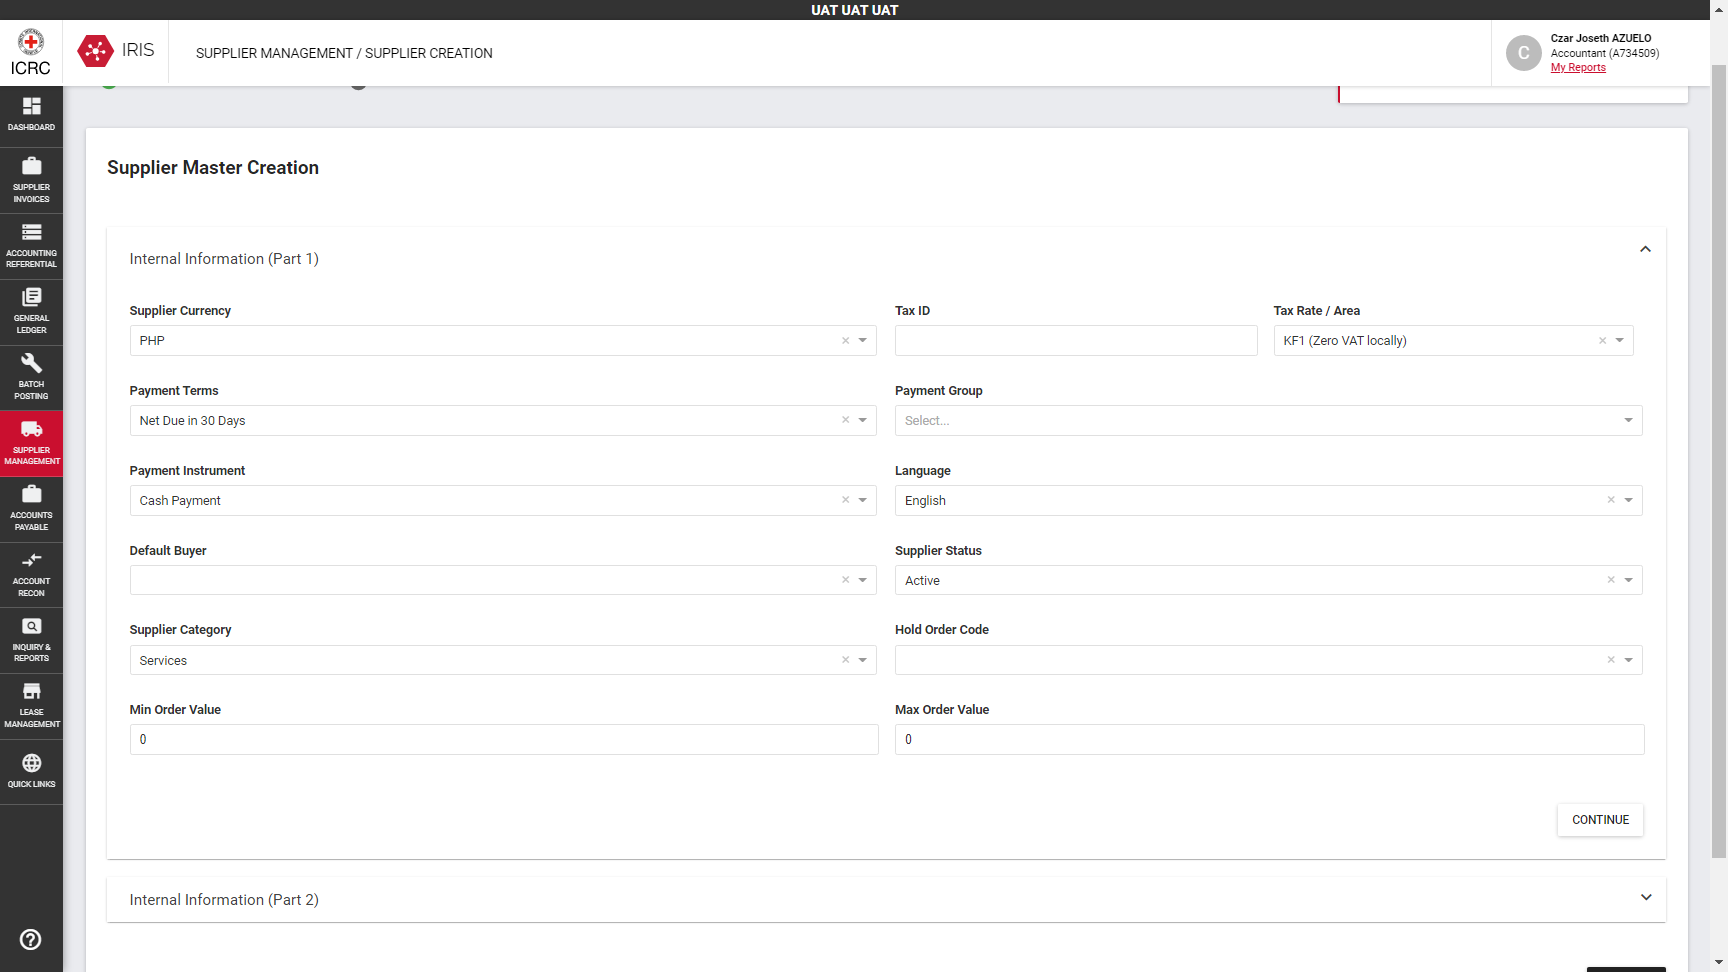 UAT UAT UAT
ICRC
IRIS
SUPPLIER MANAGEMENT / SUPPLIER CREATION
C
Czar Joseth AZUELO
Accountant (A734509)
My Reports
DASHBOARD
SUPPLIER
INVOICES
ACCOUNTING
REFERENTIAL
GENERAL
LEDGER
BATCH
POSTING
SUPPLIER
MANAGEMENT
ACCOUNTS
PAYABLE
ACCOUNT
RECON
INQUIRY &
REPORTS
LEASE
MANAGEMENT
QUICK LINKS
Supplier Master Creation
Internal Information (Part 1)
Supplier Currency
PHP
Tax ID
Tax Rate / Area
KF1 (Zero VAT locally)
Payment Terms
Net Due in 30 Days
Payment Group
Select...
Payment Instrument
Cash Payment
Language
English
Default Buyer
Supplier Status
Active
Supplier Category
Services
Hold Order Code
Min Order Value
0
Max Order Value
0
CONTINUE
Internal Information (Part 2)